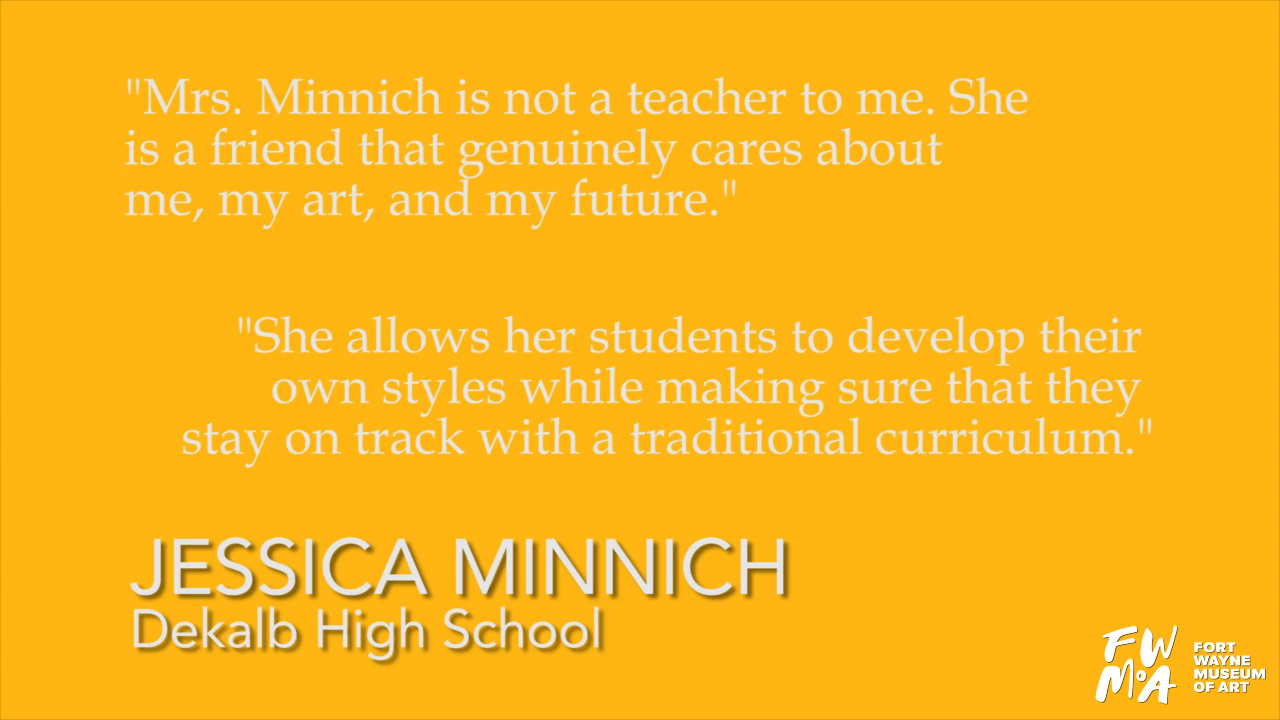 "Mrs. Minnich is not a teacher to me. She
is a friend that genuinely cares about
me, my art, and my future."
"She allows her students to develop their
own styles while making sure that they
stay on track with a traditional curriculum."
JESSICA MINNICH
Dekalb High School
FW
MoA
FORT
WAYNE
MUSEUM
OF ART